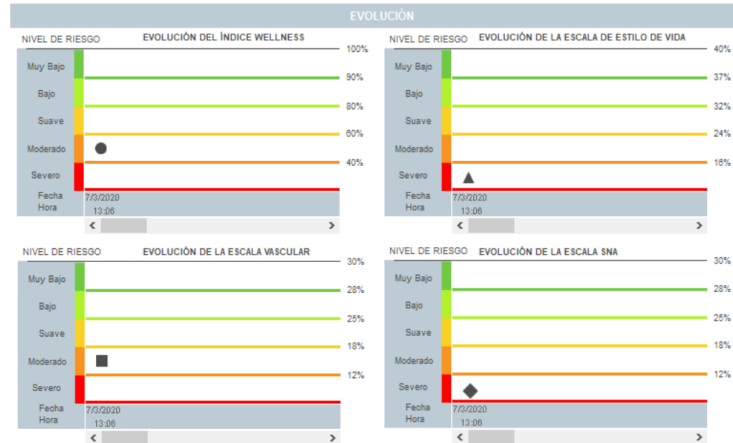 EVOLUCIÓN
NIVEL DE RIESGO EVOLUCIÓN DEL ÍNDICE WELLNESS
100%
Muy Bajo
90%
Bajo
80%
Suave
60%
Moderado
40%
Severo
Fecha 7/3/2020
Hora 13:06
NIVEL DE RIESGO EVOLUCIÓN DE LA ESCALA DE ESTILO DE VIDA
40%
Muy Bajo
37%
Bajo
32%
Suave
24%
Moderado
16%
Severo
Fecha 7/3/2020
Hora 13:06
NIVEL DE RIESGO EVOLUCIÓN DE LA ESCALA VASCULAR
30%
Muy Bajo
28%
Bajo
25%
Suave
18%
Moderado
12%
Severo
Fecha 7/3/2020
Hora 13:06
NIVEL DE RIESGO EVOLUCIÓN DE LA ESCALA SNA
30%
Muy Bajo
28%
Bajo
25%
Suave
18%
Moderado
12%
Severo
Fecha 7/3/2020
Hora 13:06